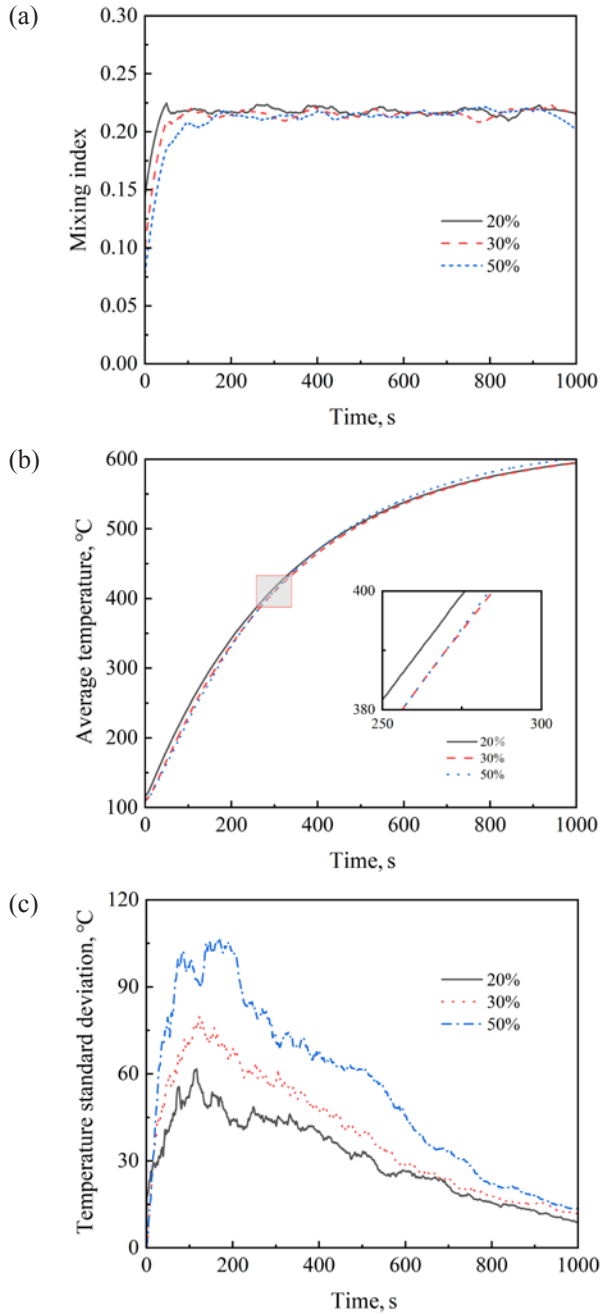 (a)
0.30
0.25
0.20
0.15
0.10
0.05
0.00
Mixing index
20%
30%
50%
0 200 400 600 800 1000
Time, s
(b)
600
500
400
300
200
100
Average temperature, °C
400
380
250 300
20%
30%
50%
0 200 400 600 800 1000
Time, s
(c)
120
90
60
30
0
Temperature standard deviation, °C
20%
30%
50%
0 200 400 600 800 1000
Time, s